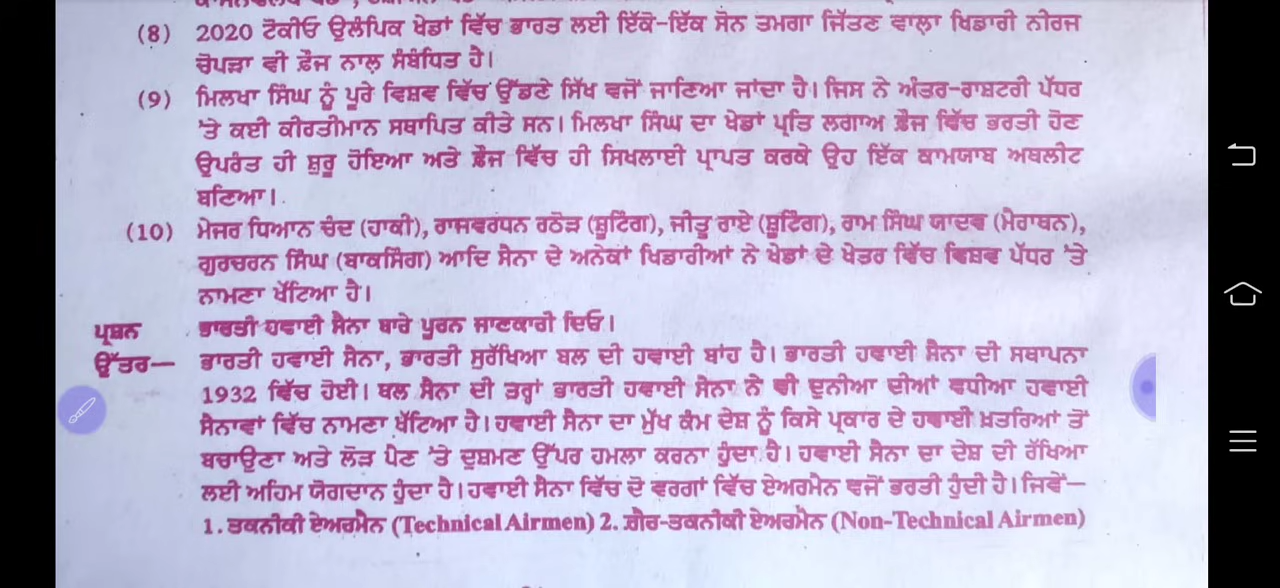 (8) 2020 ਟੋਕੀਓ ਉਲੰਪਿਕ ਖੇਡਾਂ ਵਿੱਚ ਭਾਰਤ ਲਈ ਇੱਕੋ-ਇੱਕ ਸੋਨ ਤਮਗਾ ਜਿੱਤਣ ਵਾਲਾ ਖਿਡਾਰੀ ਨੀਰਜ
ਚੋਪੜਾ ਵੀ ਫ਼ੌਜ ਨਾਲ ਸੰਬੰਧਿਤ ਹੈ।
(9) ਮਿਲਖਾ ਸਿੰਘ ਨੂੰ ਪੂਰੇ ਵਿਸ਼ਵ ਵਿੱਚ ਉੱਡਣੇ ਸਿੱਖ ਵਜੋਂ ਜਾਣਿਆ ਜਾਂਦਾ ਹੈ। ਜਿਸ ਨੇ ਅੰਤਰ-ਰਾਸ਼ਟਰੀ ਪੱਧਰ
'ਤੇ ਕਈ ਕੀਰਤੀਮਾਨ ਸਥਾਪਿਤ ਕੀਤੇ ਸਨ। ਮਿਲਖਾ ਸਿੰਘ ਦਾ ਖੇਡਾਂ ਪ੍ਰਤਿ ਲਗਾਅ ਫ਼ੌਜ ਵਿੱਚ ਭਰਤੀ ਹੋਣ
ਉਪਰੰਤ ਹੀ ਸ਼ੁਰੂ ਹੋਇਆ ਅਤੇ ਫ਼ੌਜ ਵਿੱਚ ਹੀ ਸਿਖਲਾਈ ਪ੍ਰਾਪਤ ਕਰਕੇ ਉਹ ਇੱਕ ਕਾਮਯਾਬ ਅਥਲੀਟ
ਬਣਿਆ।
(10) ਮੇਜਰ ਧਿਆਨ ਚੰਦ (ਹਾਕੀ), ਰਾਜਵਰਧਨ ਰਠੋੜ (ਸ਼ੂਟਿੰਗ), ਜੀਤੂ ਰਾਏ (ਸ਼ੂਟਿੰਗ), ਰਾਮ ਸਿੰਘ ਯਾਦਵ (ਮੈਰਾਥਨ),
ਗੁਰਚਰਨ ਸਿੰਘ (ਬਾਕਸਿੰਗ) ਆਦਿ ਸੈਨਾ ਦੇ ਅਨੇਕਾਂ ਖਿਡਾਰੀਆਂ ਨੇ ਖੇਡਾਂ ਦੇ ਖੇਤਰ ਵਿੱਚ ਵਿਸ਼ਵ ਪੱਧਰ 'ਤੇ
ਨਾਮਣਾ ਖੱਟਿਆ ਹੈ।
ਪ੍ਰਸ਼ਨ ਭਾਰਤੀ ਹਵਾਈ ਸੈਨਾ ਬਾਰੇ ਪੂਰਨ ਜਾਣਕਾਰੀ ਦਿਓ।
ਉੱਤਰ— ਭਾਰਤੀ ਹਵਾਈ ਸੈਨਾ, ਭਾਰਤੀ ਸੁਰੱਖਿਆ ਬਲ ਦੀ ਹਵਾਈ ਬਾਂਹ ਹੈ। ਭਾਰਤੀ ਹਵਾਈ ਸੈਨਾ ਦੀ ਸਥਾਪਨਾ
1932 ਵਿੱਚ ਹੋਈ। ਥਲ ਸੈਨਾ ਦੀ ਤਰ੍ਹਾਂ ਭਾਰਤੀ ਹਵਾਈ ਸੈਨਾ ਨੇ ਵੀ ਦੁਨੀਆ ਦੀਆਂ ਵਧੀਆ ਹਵਾਈ
ਸੈਨਾਵਾਂ ਵਿੱਚ ਨਾਮਣਾ ਖੱਟਿਆ ਹੈ। ਹਵਾਈ ਸੈਨਾ ਦਾ ਮੁੱਖ ਕੰਮ ਦੇਸ਼ ਨੂੰ ਕਿਸੇ ਪ੍ਰਕਾਰ ਦੇ ਹਵਾਈ ਖ਼ਤਰਿਆਂ ਤੋਂ
ਬਚਾਉਣਾ ਅਤੇ ਲੋੜ ਪੈਣ 'ਤੇ ਦੁਸ਼ਮਣ ਉੱਪਰ ਹਮਲਾ ਕਰਨਾ ਹੁੰਦਾ ਹੈ। ਹਵਾਈ ਸੈਨਾ ਦਾ ਦੇਸ਼ ਦੀ ਰੱਖਿਆ
ਲਈ ਅਹਿਮ ਯੋਗਦਾਨ ਹੁੰਦਾ ਹੈ। ਹਵਾਈ ਸੈਨਾ ਵਿੱਚ ਦੋ ਵਰਗਾਂ ਵਿੱਚ ਏਅਰਮੈਨ ਵਜੋਂ ਭਰਤੀ ਹੁੰਦੀ ਹੈ। ਜਿਵੇਂ—
1. ਤਕਨੀਕੀ ਏਅਰਮੈਨ (Technical Airmen) 2. ਗ਼ੈਰ-ਤਕਨੀਕੀ ਏਅਰਮੈਨ (Non-Technical Airmen)